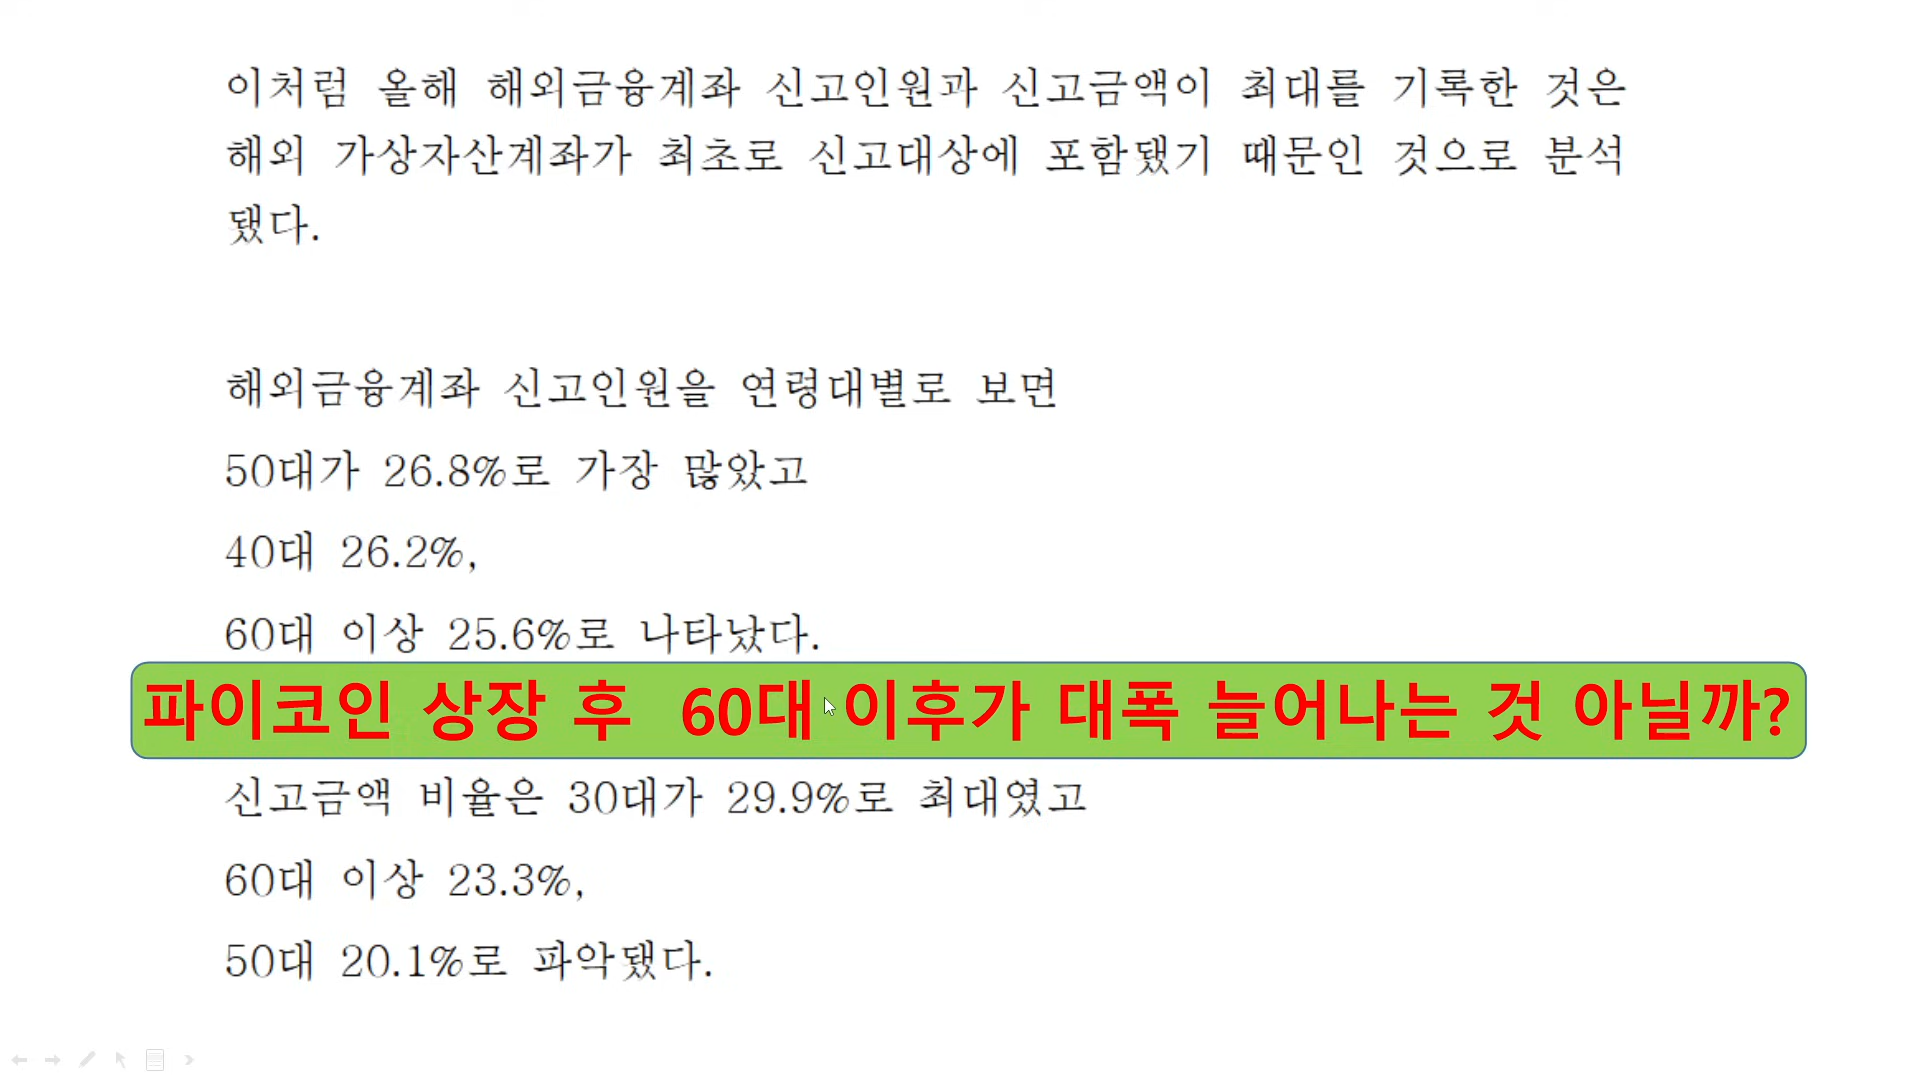 이처럼 올해 해외금융계좌 신고인원과 신고금액이 최대를 기록한 것은
해외 가상자산계좌가 최초로 신고대상에 포함됐기 때문인 것으로 분석
됐다.
해외금융계좌 신고인원을 연령대별로 보면
50대가 26.8%로 가장 많았고
40대 26.2%,
60대 이상 25.6%로 나타났다.
파이코인 상장 후 60대 이후가 대폭 늘어나는 것 아닐까?
신고금액 비율은 30대가 29.9%로 최대였고
60대 이상 23.3%,
50대 20.1%로 파악됐다.